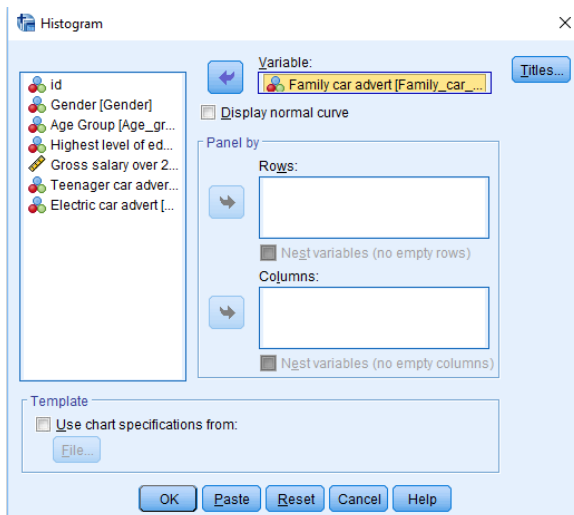 Histogram
Variable:
Family car advert [Family_car_...
Titles...
id
Gender [Gender]
Age Group [Age_gr...
Highest level of ed...
Gross salary over 2...
Teenager car adver...
Electric car advert [...
Display normal curve
Panel by
Rows:
Nest variables (no empty rows)
Columns:
Nest variables (no empty columns)
Template
Use chart specifications from:
File...
OK Paste Reset Cancel Help